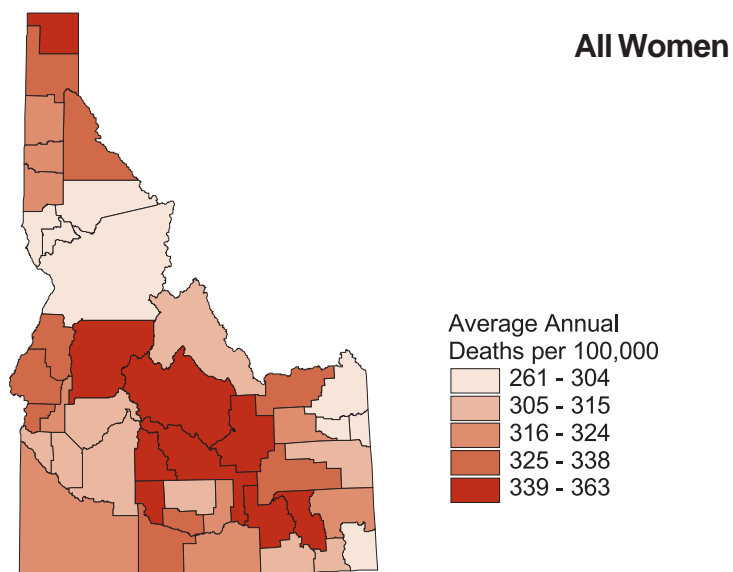 All Women
Average Annual
Deaths per 100,000
261 - 304
305 - 315
316 - 324
325 - 338
339 - 363